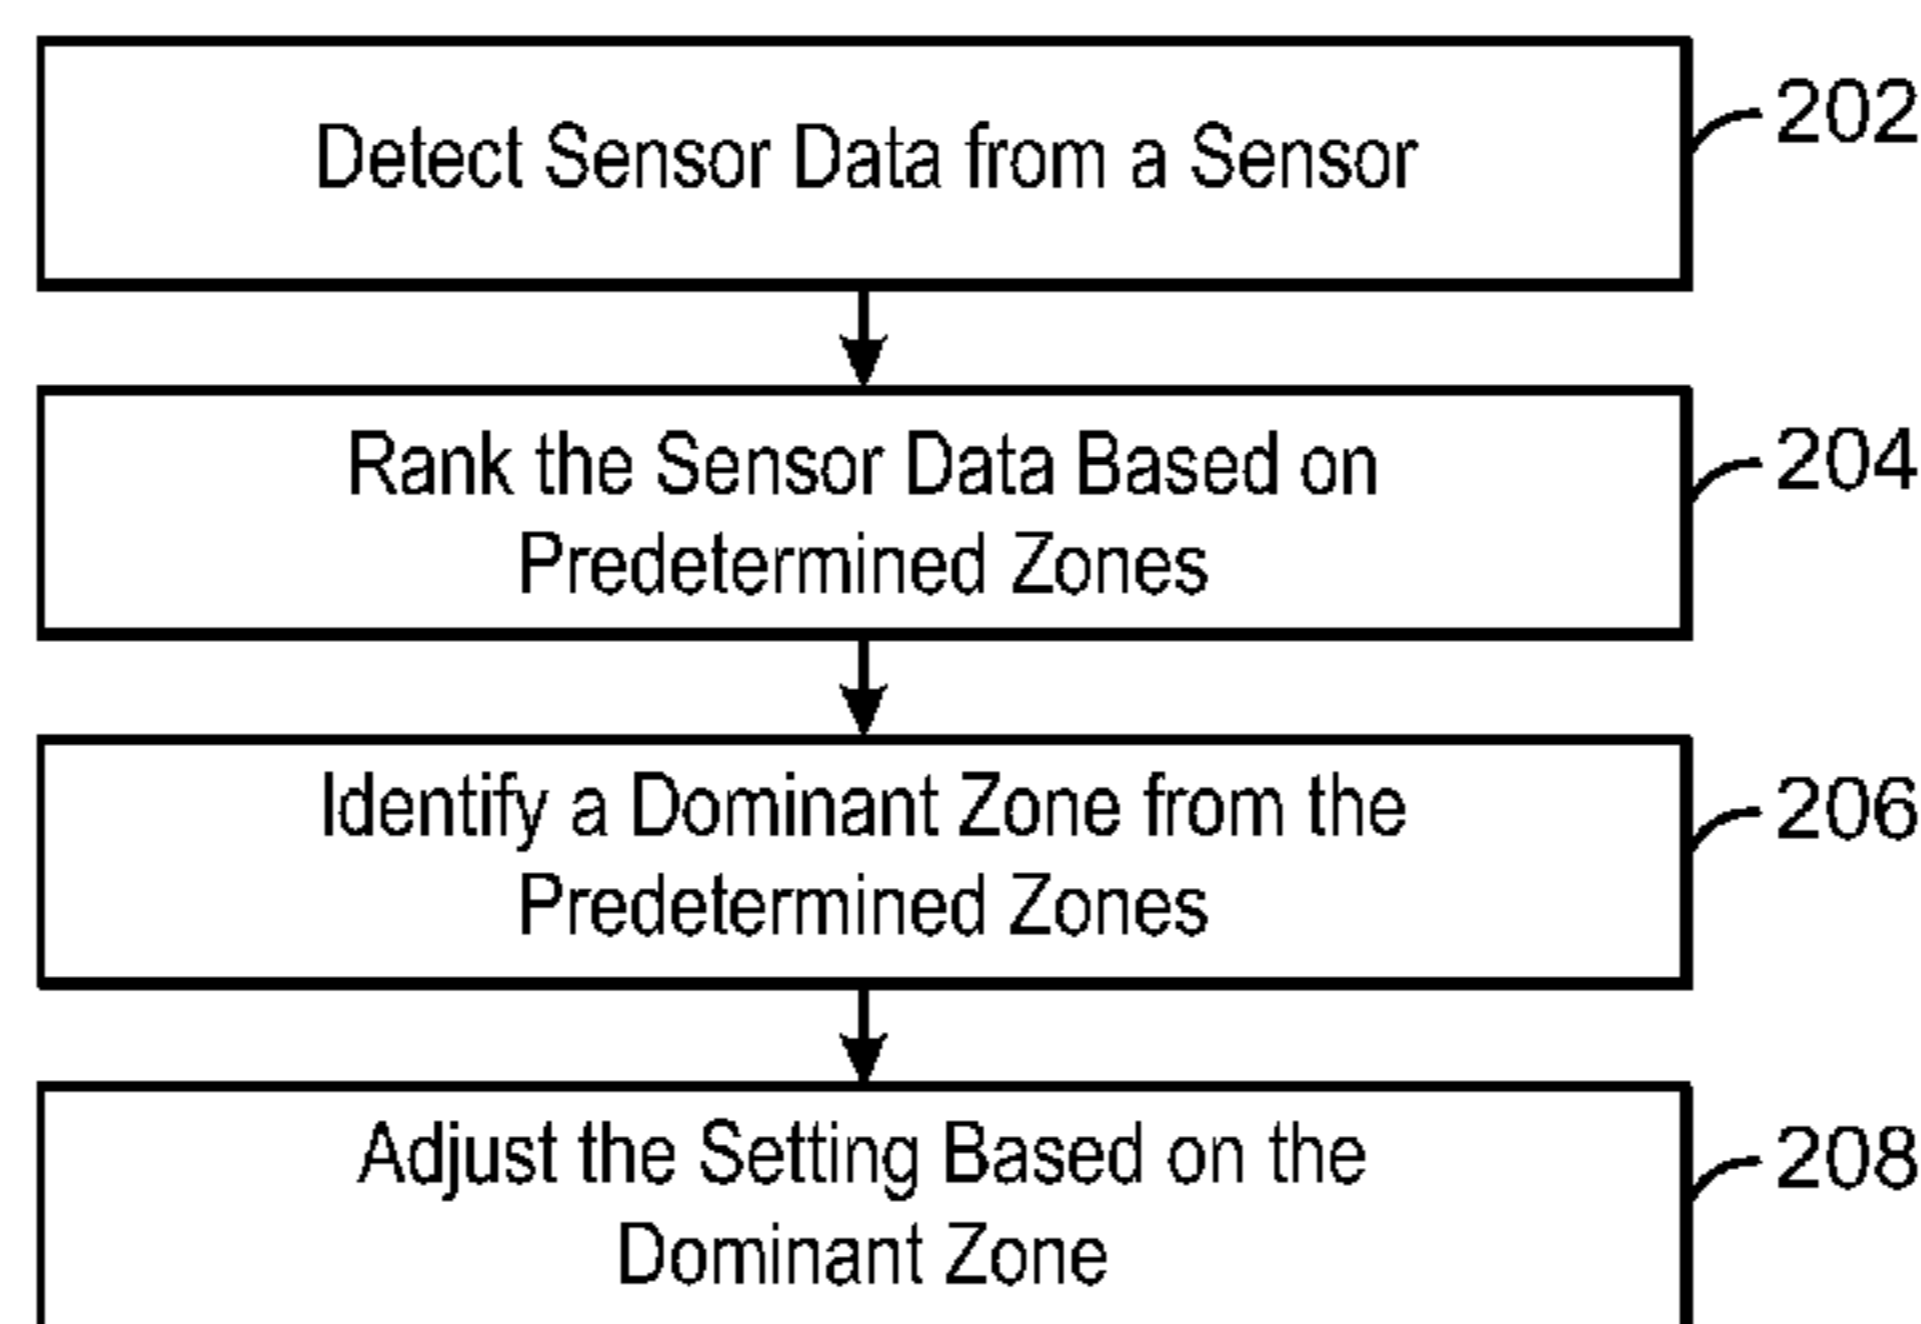 Detect Sensor Data from a Sensor
202
Rank the Sensor Data Based on
Predetermined Zones
204
Identify a Dominant Zone from the
Predetermined Zones
206
Adjust the Setting Based on the
Dominant Zone
208